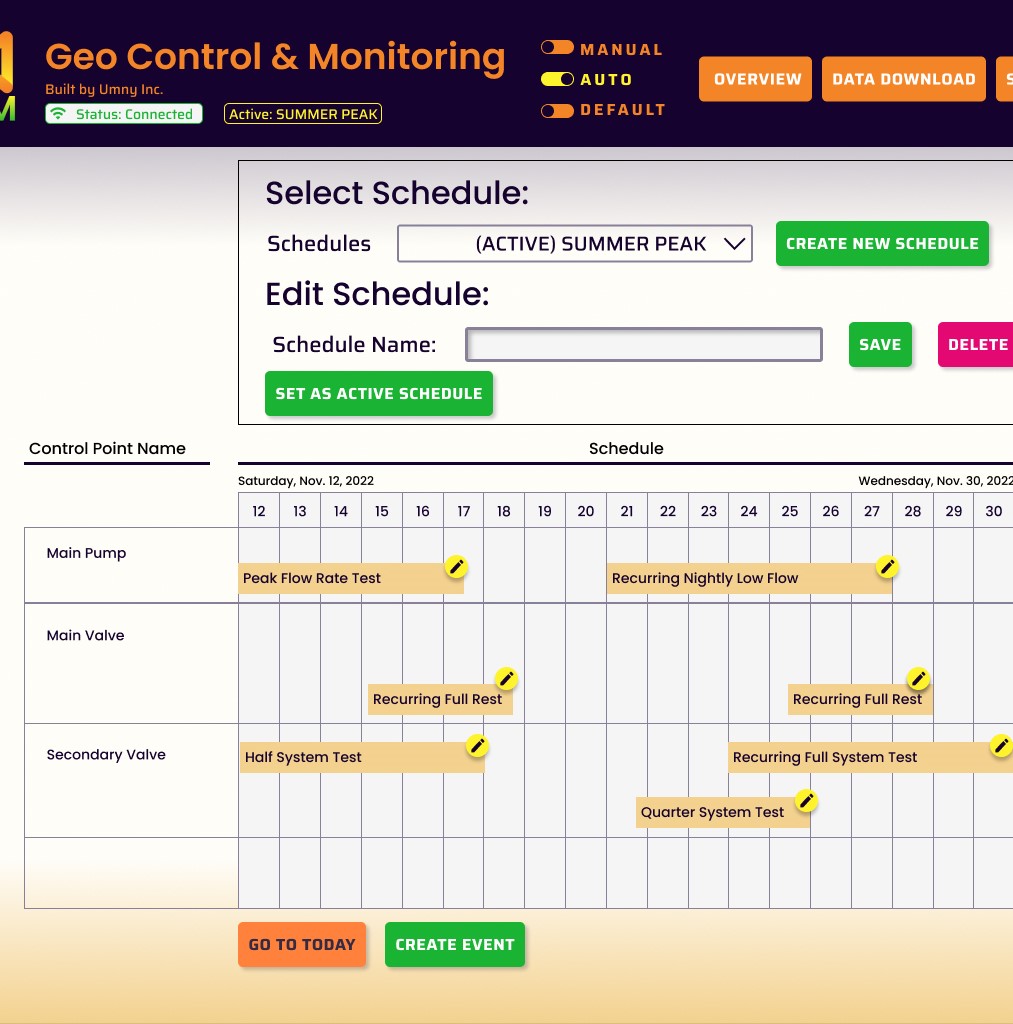 Geo Control & Monitoring
Built by Umny Inc.
Status: Connected
Active: SUMMER PEAK
MANUAL
AUTO
DEFAULT
OVERVIEW
DATA DOWNLOAD
Select Schedule:
Schedules
(ACTIVE) SUMMER PEAK
CREATE NEW SCHEDULE
Edit Schedule:
Schedule Name:
SAVE
DELETE
SET AS ACTIVE SCHEDULE
Control Point Name
Schedule
Saturday, Nov. 12, 2022
Wednesday, Nov. 30, 2022
12 13 14 15 16 17 18 19 20 21 22 23 24 25 26 27 28 29 30
Main Pump
Peak Flow Rate Test
Recurring Nightly Low Flow
Main Valve
Recurring Full Rest
Recurring Full Rest
Secondary Valve
Half System Test
Recurring Full System Test
Quarter System Test
GO TO TODAY
CREATE EVENT